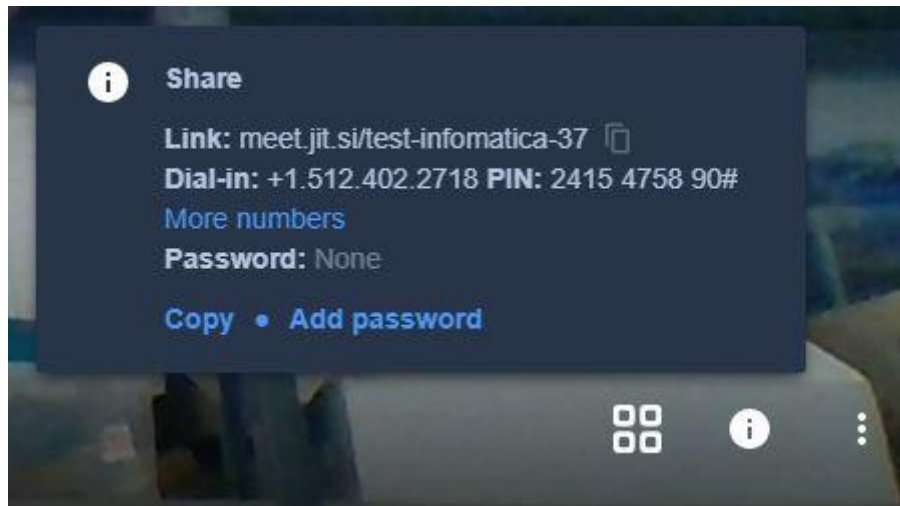 Share
Link: meet.jit.si/test-infomatica-37
Dial-in: +1.512.402.2718 PIN: 2415 4758 90#
More numbers
Password: None
Copy • Add password